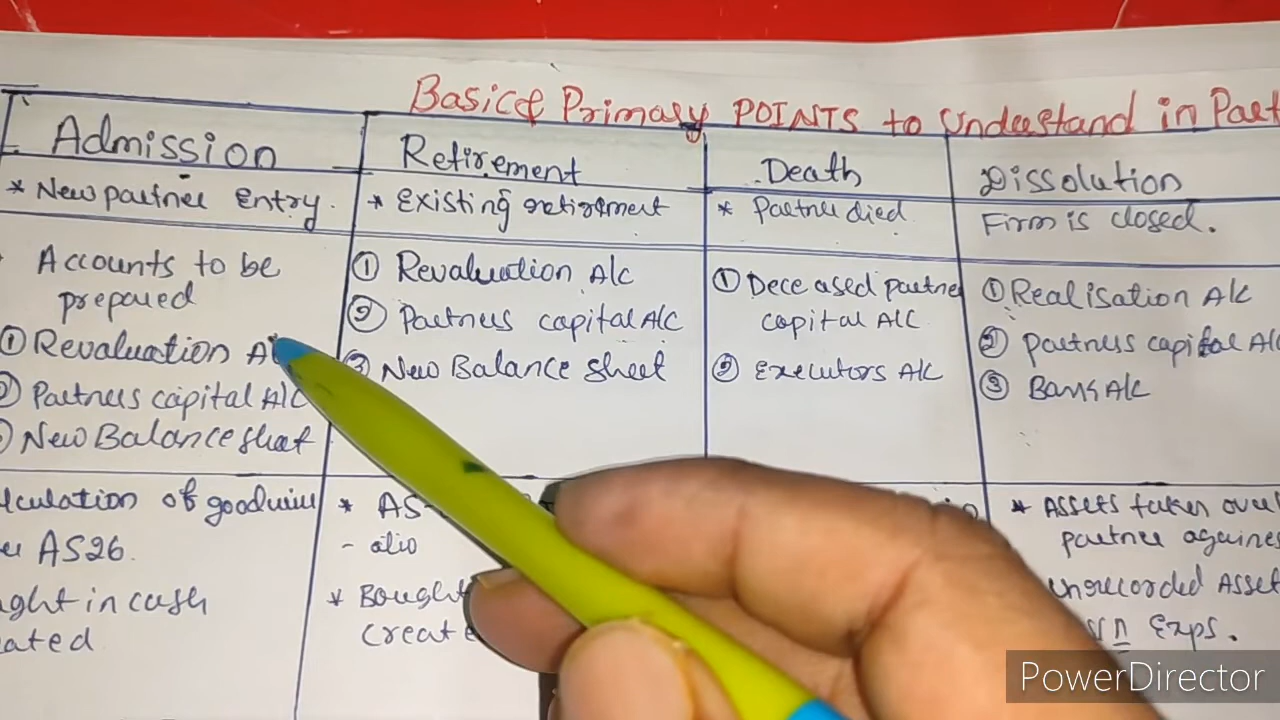 Basic & Primary POINTS to Understand in
Admission
* New partner Entry.
Accounts to be
prepared
① Revaluation A/c
② Partners capital A/C
New Balance sheet
of goodwill
AS26.
in cash
Retirement
* Existing retirement
① Revaluation A/c
② Partners capital A/C
③ New Balance sheet
* AS
* Bought
Death
* Partner died.
① Deceased partner
capital A/C
② Executors A/C
Dissolution
Firm is closed.
① Realisation A/C
② partners capital A/C
③ Bank A/C
* Assets taken over
partner
unrecorded Asset
Exps.
PowerDirector